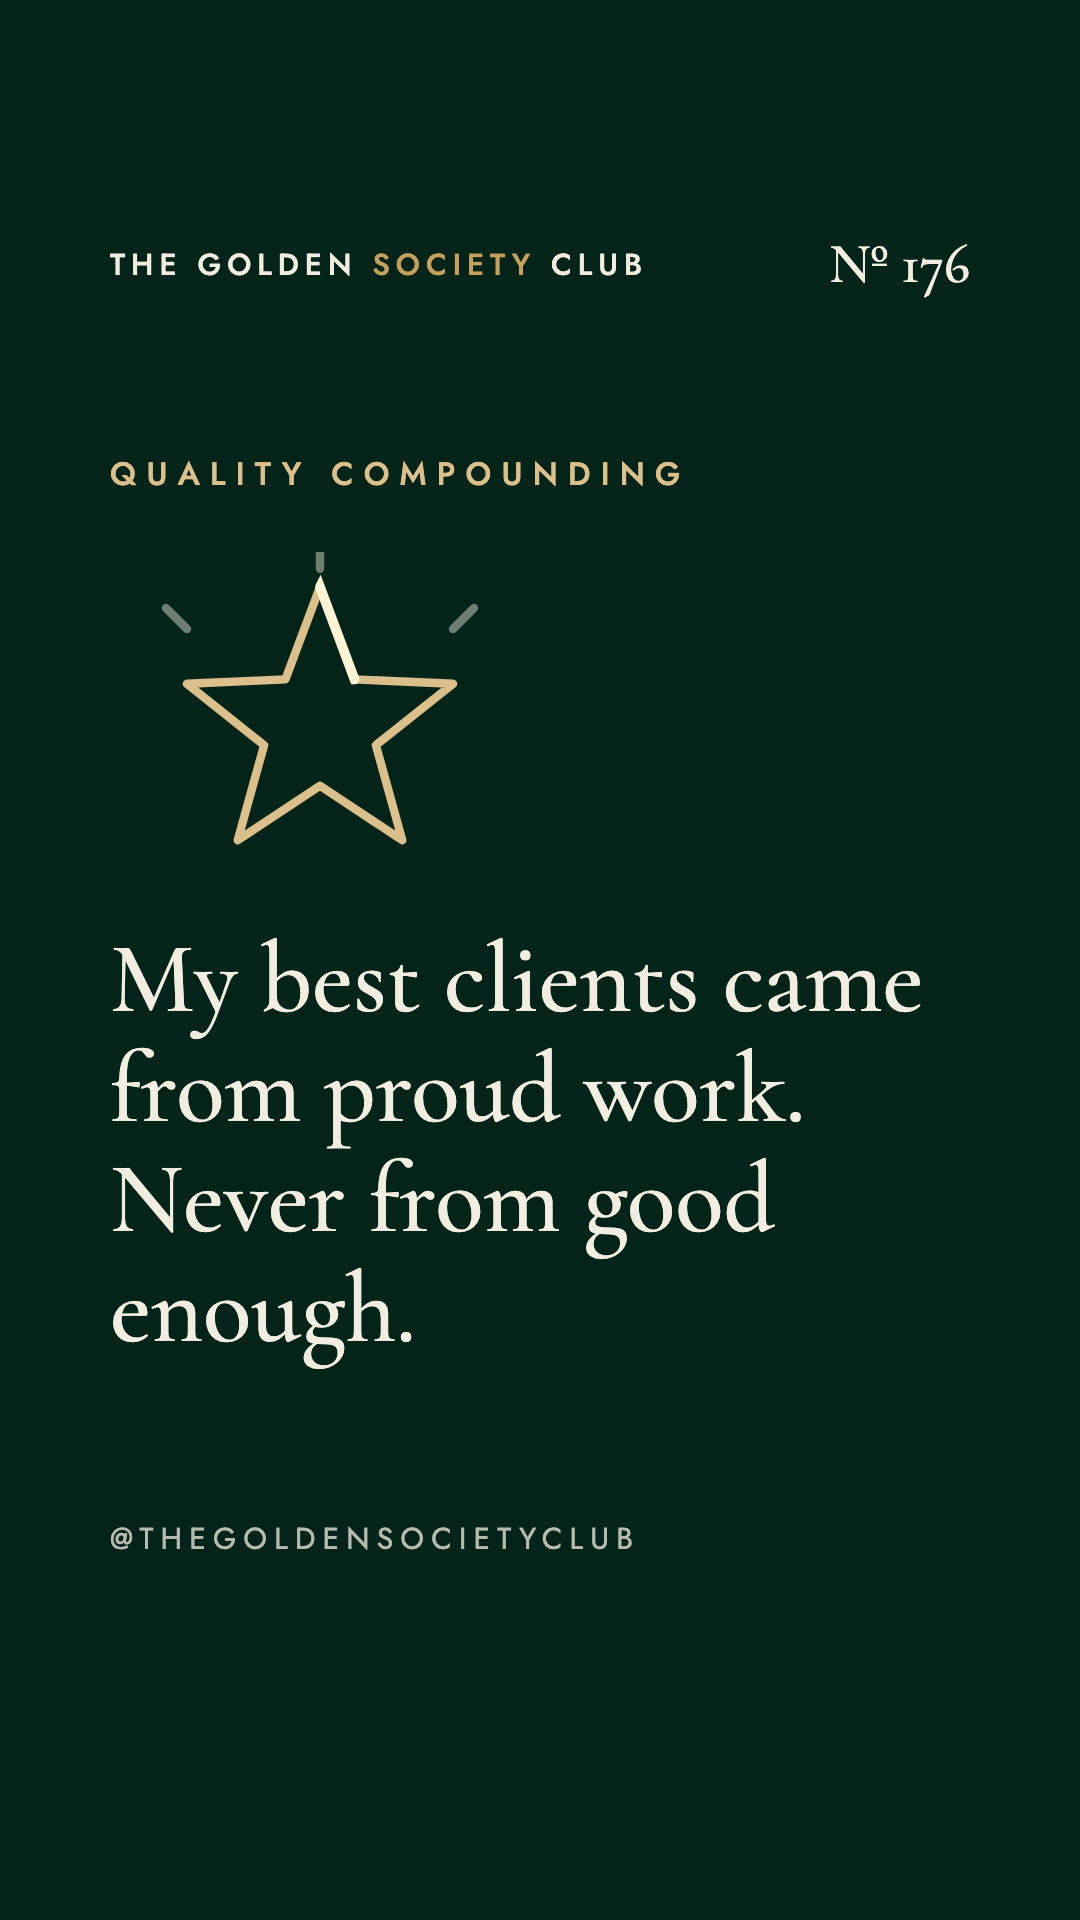 THE GOLDEN SOCIETY CLUB
Nº 176
QUALITY COMPOUNDING
My best clients came
from proud work.
Never from good
enough.
@THEGOLDENSOCIETYCLUB